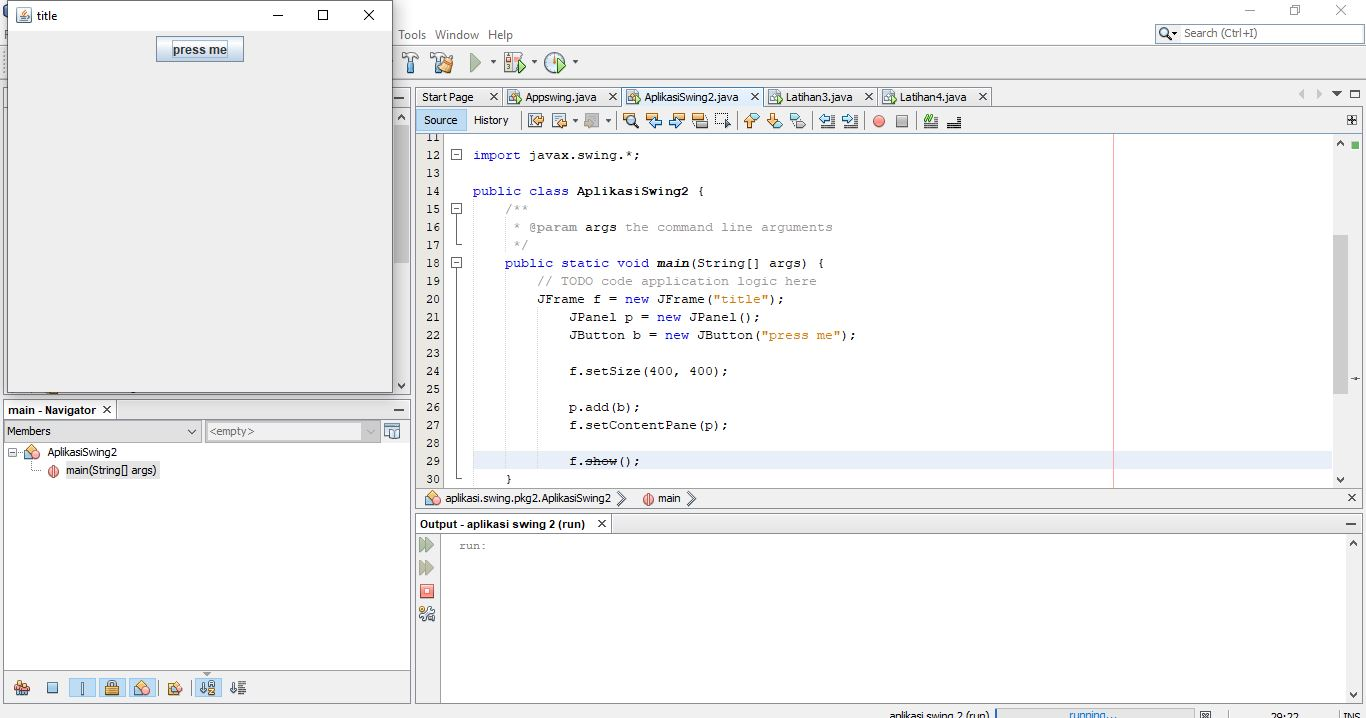 title
press me
Tools Window Help
Search (Ctrl+I)
Start Page Appswing.java AplikasiSwing2.java Latihan3.java Latihan4.java
Source History
11
12 import javax.swing.*;
13
14 public class AplikasiSwing2 {
15 /**
16 * @param args the command line arguments
17 */
18 public static void main(String[] args) {
19 // TODO code application logic here
20 JFrame f = new JFrame("title");
21 JPanel p = new JPanel();
22 JButton b = new JButton("press me");
23
24 f.setSize(400, 400);
25
26 p.add(b);
27 f.setContentPane(p);
28
29 f.show();
30 }
aplikasi.swing.pkg2.AplikasiSwing2 main
main - Navigator
Members <empty>
AplikasiSwing2
main(String[] args)
Output - aplikasi swing 2 (run)
run:
aplikasi swing 2 (run) running... 29:22 INS